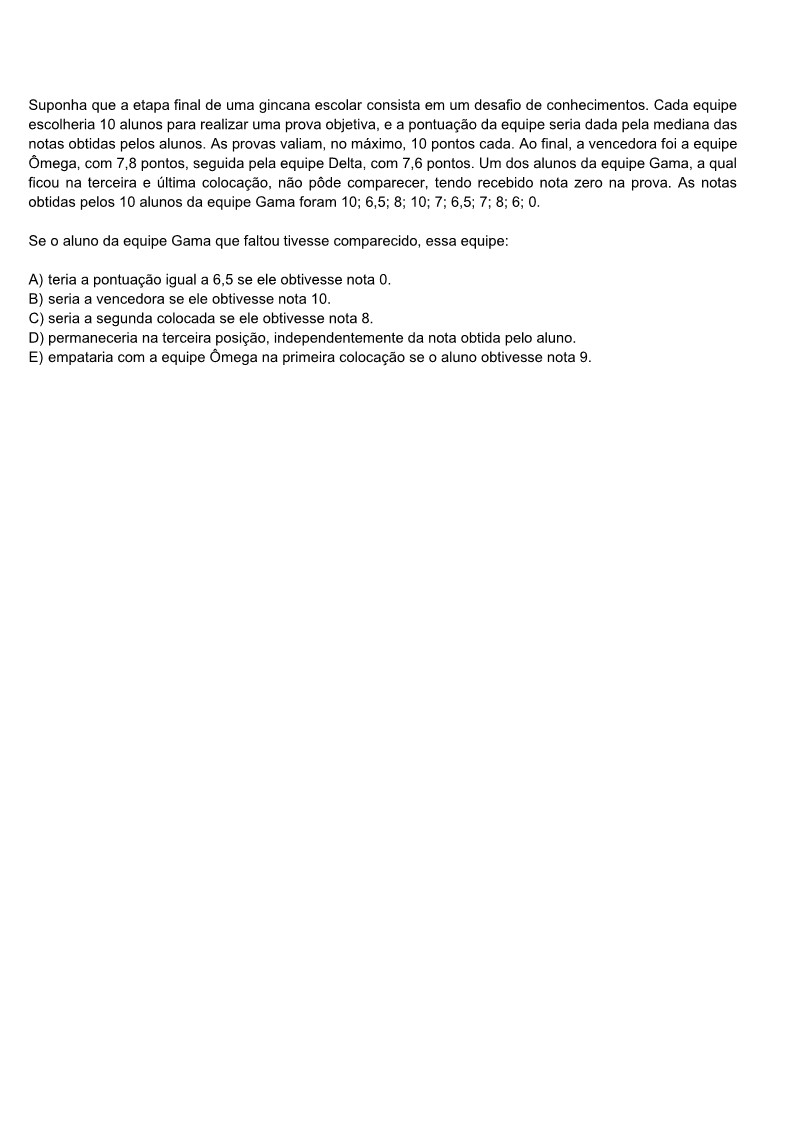 Suponha que a etapa final de uma gincana escolar consista em um desafio de conhecimentos. Cada equipe
escolheria 10 alunos para realizar uma prova objetiva, e a pontuação da equipe seria dada pela mediana das
notas obtidas pelos alunos. As provas valiam, no máximo, 10 pontos cada. Ao final, a vencedora foi a equipe
Ômega, com 7,8 pontos, seguida pela equipe Delta, com 7,6 pontos. Um dos alunos da equipe Gama, a qual
ficou na terceira e última colocação, não pôde comparecer, tendo recebido nota zero na prova. As notas
obtidas pelos 10 alunos da equipe Gama foram 10; 6,5; 8; 10; 7; 6,5; 7; 8; 6; 0.
Se o aluno da equipe Gama que faltou tivesse comparecido, essa equipe:
A) teria a pontuação igual a 6,5 se ele obtivesse nota 0.
B) seria a vencedora se ele obtivesse nota 10.
C) seria a segunda colocada se ele obtivesse nota 8.
D) permaneceria na terceira posição, independentemente da nota obtida pelo aluno.
E) empataria com a equipe Ômega na primeira colocação se o aluno obtivesse nota 9.